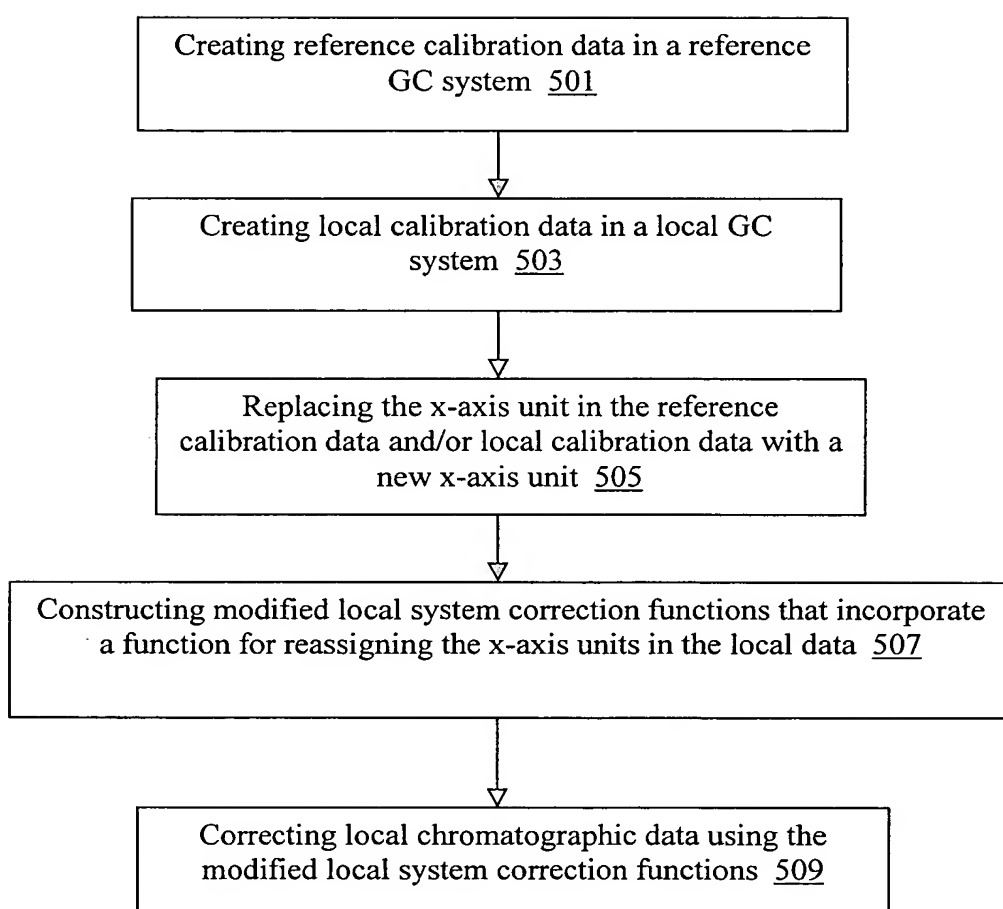 Creating reference calibration data in a reference
GC system 501
Creating local calibration data in a local GC
system 503
Replacing the x-axis unit in the reference
calibration data and/or local calibration data with a
new x-axis unit 505
Constructing modified local system correction functions that incorporate
a function for reassigning the x-axis units in the local data 507
Correcting local chromatographic data using the
modified local system correction functions 509